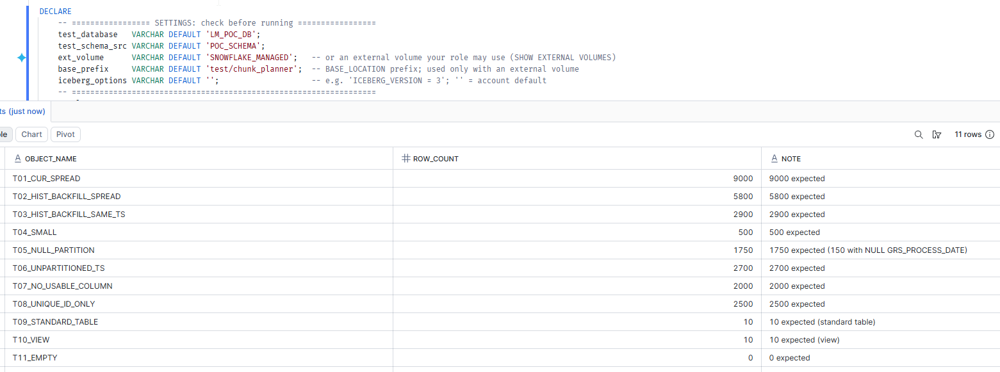 DECLARE
-- ================= SETTINGS: check before running =================
test_database VARCHAR DEFAULT 'LM_POC_DB';
test_schema_src VARCHAR DEFAULT 'POC_SCHEMA';
ext_volume VARCHAR DEFAULT 'SNOWFLAKE_MANAGED'; -- or an external volume your role may use (SHOW EXTERNAL VOLUMES)
base_prefix VARCHAR DEFAULT 'test/chunk_planner'; -- BASE_LOCATION prefix; used only with an external volume
iceberg_options VARCHAR DEFAULT ''; -- e.g. 'ICEBERG_VERSION = 3'; '' = account default
-- ==================================================================
ts (just now)
ble Chart Pivot 11 rows
OBJECT_NAME ROW_COUNT NOTE
T01_CUR_SPREAD 9000 9000 expected
T02_HIST_BACKFILL_SPREAD 5800 5800 expected
T03_HIST_BACKFILL_SAME_TS 2900 2900 expected
T04_SMALL 500 500 expected
T05_NULL_PARTITION 1750 1750 expected (150 with NULL GRS_PROCESS_DATE)
T06_UNPARTITIONED_TS 2700 2700 expected
T07_NO_USABLE_COLUMN 2000 2000 expected
T08_UNIQUE_ID_ONLY 2500 2500 expected
T09_STANDARD_TABLE 10 10 expected (standard table)
T10_VIEW 10 10 expected (view)
T11_EMPTY 0 0 expected